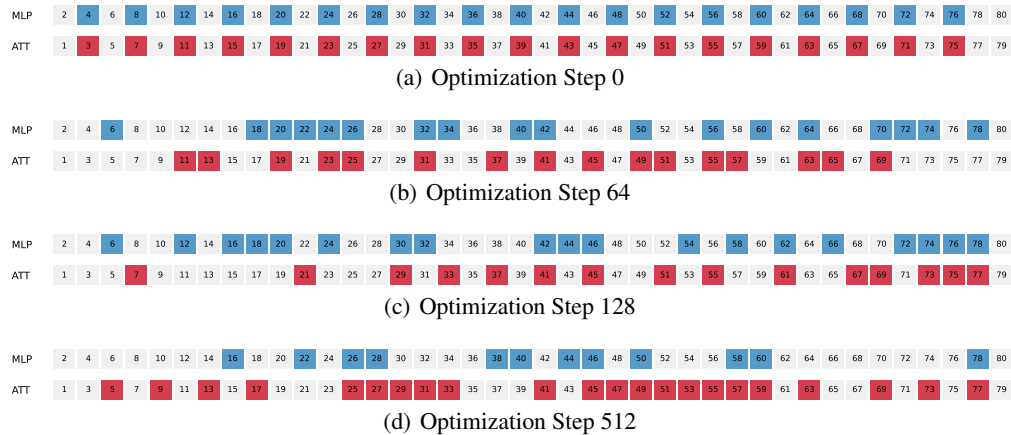 MLP 2 4 6 8 10 12 14 16 18 20 22 24 26 28 30 32 34 36 38 40 42 44 46 48 50 52 54 56 58 60 62 64 66 68 70 72 74 76 78 80
ATT 1 3 5 7 9 11 13 15 17 19 21 23 25 27 29 31 33 35 37 39 41 43 45 47 49 51 53 55 57 59 61 63 65 67 69 71 73 75 77 79
(a) Optimization Step 0
MLP 2 4 6 8 10 12 14 16 18 20 22 24 26 28 30 32 34 36 38 40 42 44 46 48 50 52 54 56 58 60 62 64 66 68 70 72 74 76 78 80
ATT 1 3 5 7 9 11 13 15 17 19 21 23 25 27 29 31 33 35 37 39 41 43 45 47 49 51 53 55 57 59 61 63 65 67 69 71 73 75 77 79
(b) Optimization Step 64
MLP 2 4 6 8 10 12 14 16 18 20 22 24 26 28 30 32 34 36 38 40 42 44 46 48 50 52 54 56 58 60 62 64 66 68 70 72 74 76 78 80
ATT 1 3 5 7 9 11 13 15 17 19 21 23 25 27 29 31 33 35 37 39 41 43 45 47 49 51 53 55 57 59 61 63 65 67 69 71 73 75 77 79
(c) Optimization Step 128
MLP 2 4 6 8 10 12 14 16 18 20 22 24 26 28 30 32 34 36 38 40 42 44 46 48 50 52 54 56 58 60 62 64 66 68 70 72 74 76 78 80
ATT 1 3 5 7 9 11 13 15 17 19 21 23 25 27 29 31 33 35 37 39 41 43 45 47 49 51 53 55 57 59 61 63 65 67 69 71 73 75 77 79
(d) Optimization Step 512